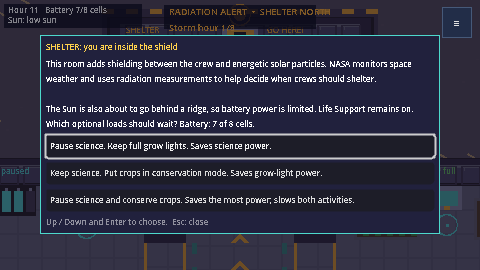 Hour 11 Battery 7/8 cells
Sun: low sun
RADIATION ALERT - SHELTER NORTH
Storm hour 1/8
GO HERE!
≡
SHELTER: you are inside the shield
This room adds shielding between the crew and energetic solar particles. NASA monitors space
weather and uses radiation measurements to help decide when crews should shelter.
The Sun is also about to go behind a ridge, so battery power is limited. Life Support remains on.
Which optional loads should wait? Battery: 7 of 8 cells.
Pause science. Keep full grow lights. Saves science power.
Keep science. Put crops in conservation mode. Saves grow-light power.
Pause science and conserve crops. Saves the most power; slows both activities.
Up / Down and Enter to choose. Esc: close
paused
full